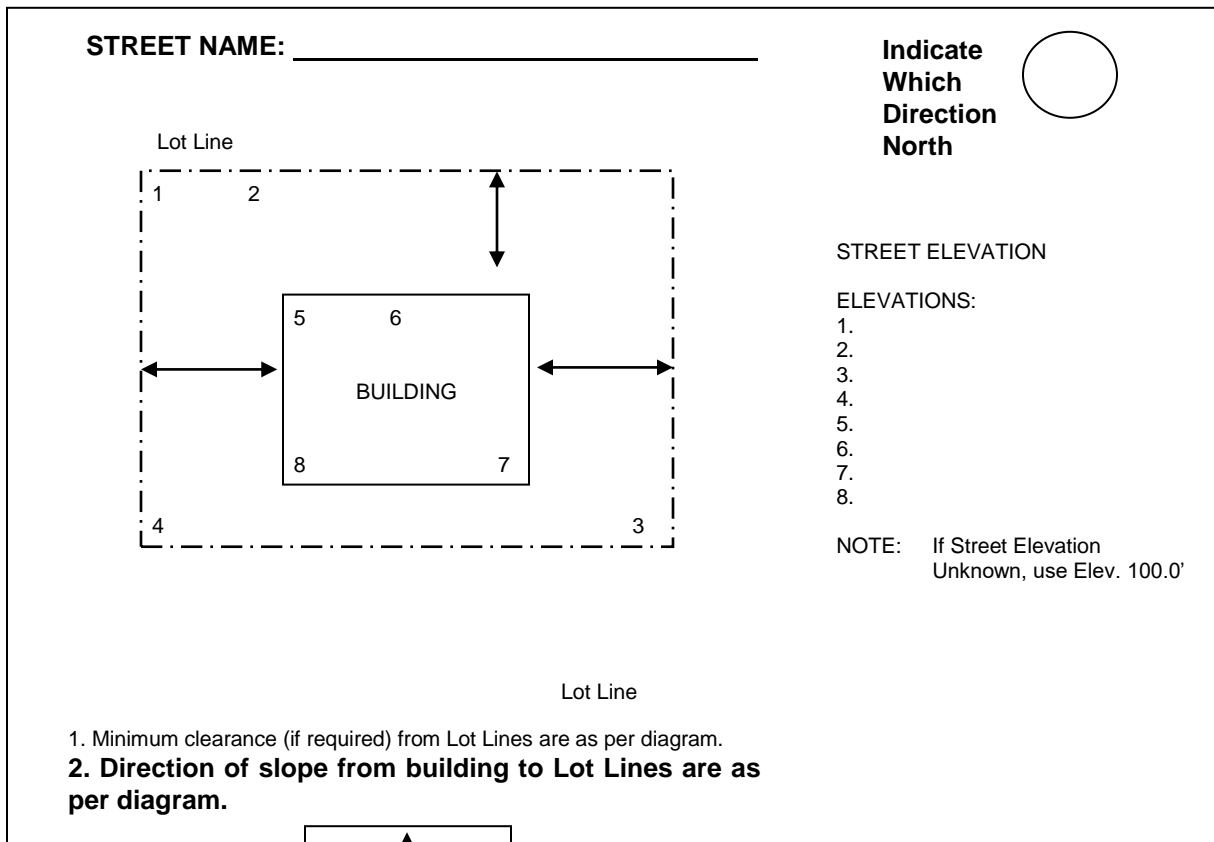 STREET NAME:
Indicate
Which
Direction
North
Lot Line
1 2
5 6
BUILDING
8 7
4 3
STREET ELEVATION
ELEVATIONS:
1.
2.
3.
4.
5.
6.
7.
8.
NOTE: If Street Elevation
Unknown, use Elev. 100.0’
Lot Line
1. Minimum clearance (if required) from Lot Lines are as per diagram.
2. Direction of slope from building to Lot Lines are as
per diagram.